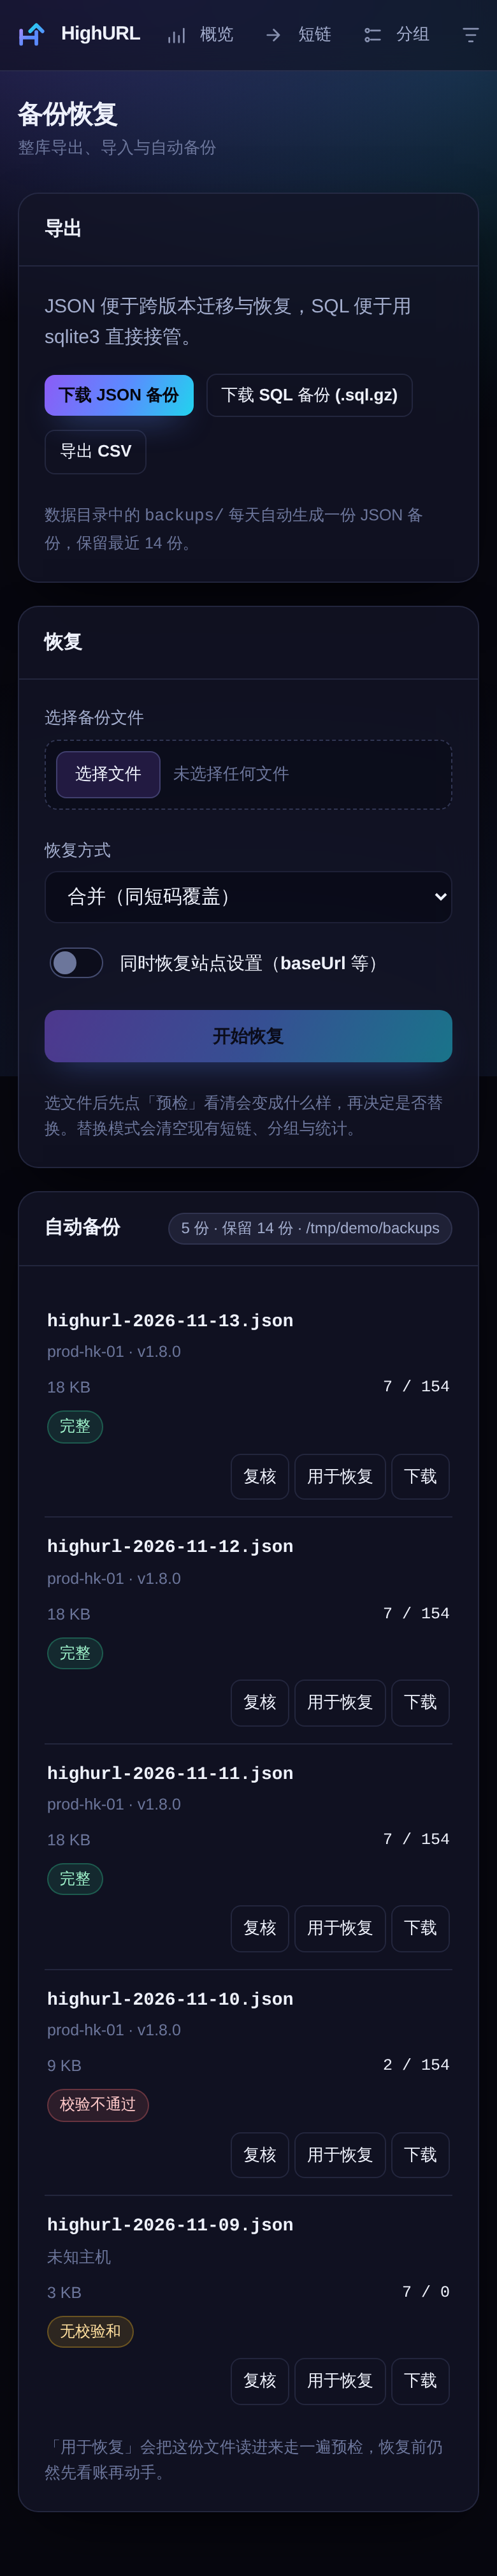 HighURL 概览 短链 分组
备份恢复
整库导出、导入与自动备份
导出
JSON 便于跨版本迁移与恢复，SQL 便于用
sqlite3 直接接管。
下载 JSON 备份 下载 SQL 备份 (.sql.gz)
导出 CSV
数据目录中的 backups/ 每天自动生成一份 JSON 备
份，保留最近 14 份。
恢复
选择备份文件
选择文件 未选择任何文件
恢复方式
合并（同短码覆盖）
同时恢复站点设置（baseUrl 等）
开始恢复
选文件后先点「预检」看清会变成什么样，再决定是否替
换。替换模式会清空现有短链、分组与统计。
自动备份 5 份 · 保留 14 份 · /tmp/demo/backups
highurl-2026-11-13.json
prod-hk-01 · v1.8.0
18 KB 7 / 154
完整
复核 用于恢复 下载
highurl-2026-11-12.json
prod-hk-01 · v1.8.0
18 KB 7 / 154
完整
复核 用于恢复 下载
highurl-2026-11-11.json
prod-hk-01 · v1.8.0
18 KB 7 / 154
完整
复核 用于恢复 下载
highurl-2026-11-10.json
prod-hk-01 · v1.8.0
9 KB 2 / 154
校验不通过
复核 用于恢复 下载
highurl-2026-11-09.json
未知主机
3 KB 7 / 0
无校验和
复核 用于恢复 下载
「用于恢复」会把这份文件读进来走一遍预检，恢复前仍
然先看账再动手。